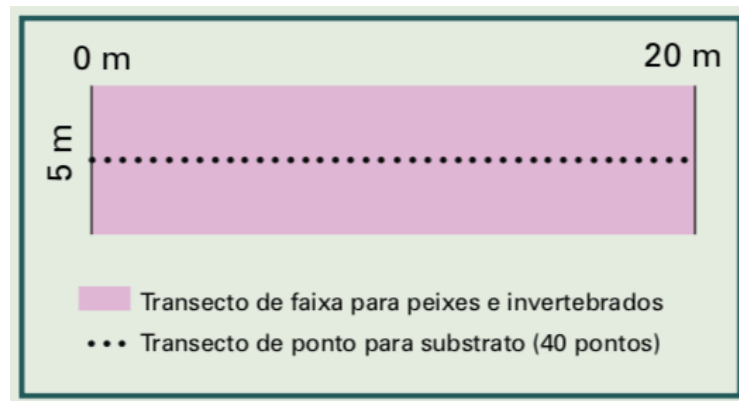 0 m 20 m
5 m
Transecto de faixa para peixes e invertebrados
Transecto de ponto para substrato (40 pontos)